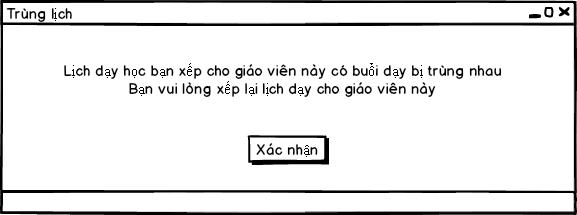 Trùng lịch
Lịch dạy học bạn xếp cho giáo viên này có buổi dạy bị trùng nhau
Bạn vui lòng xếp lại lịch dạy cho giáo viên này
Xác nhận